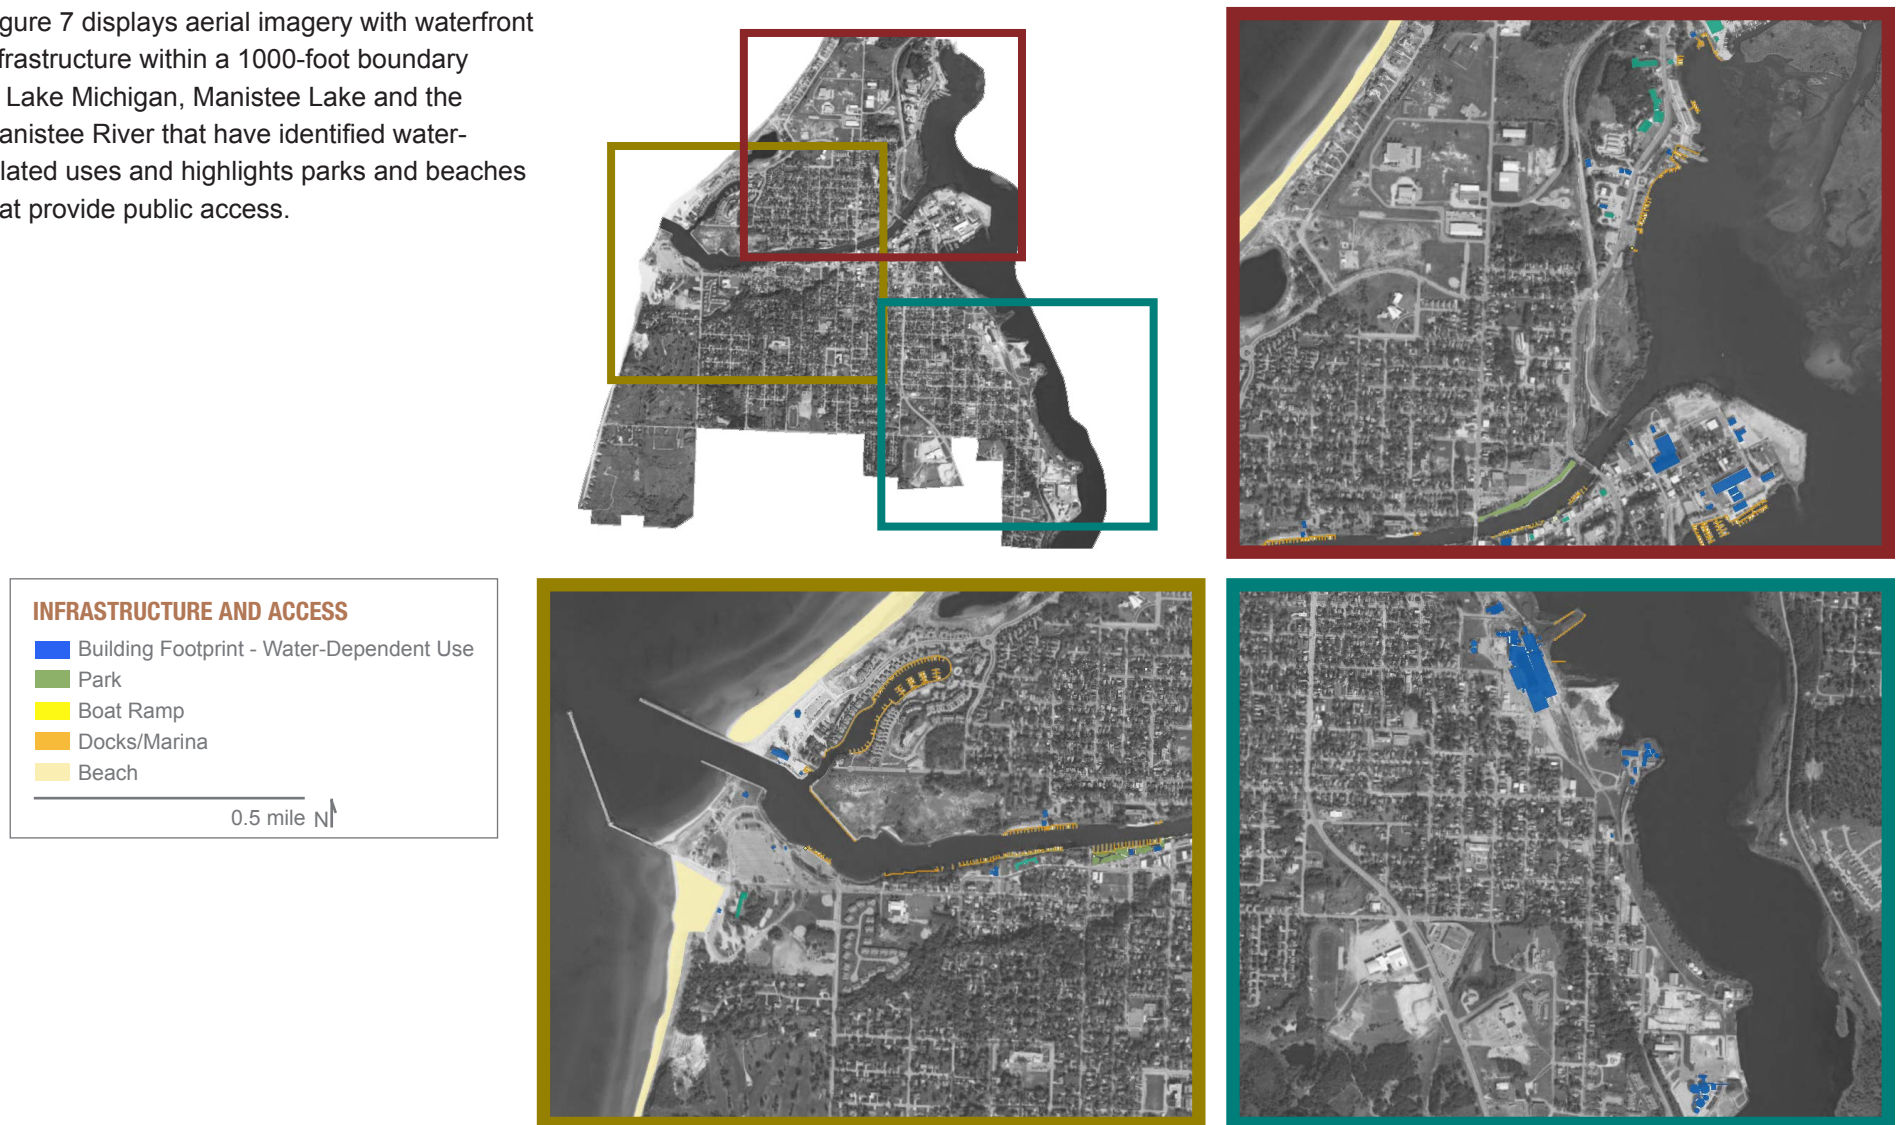 gure 7 displays aerial imagery with waterfront
frastructure within a 1000-foot boundary
Lake Michigan, Manistee Lake and the
anistee River that have identified water-
lated uses and highlights parks and beaches
at provide public access.
INFRASTRUCTURE AND ACCESS
Building Footprint - Water-Dependent Use
Park
Boat Ramp
Docks/Marina
Beach
0.5 mile N